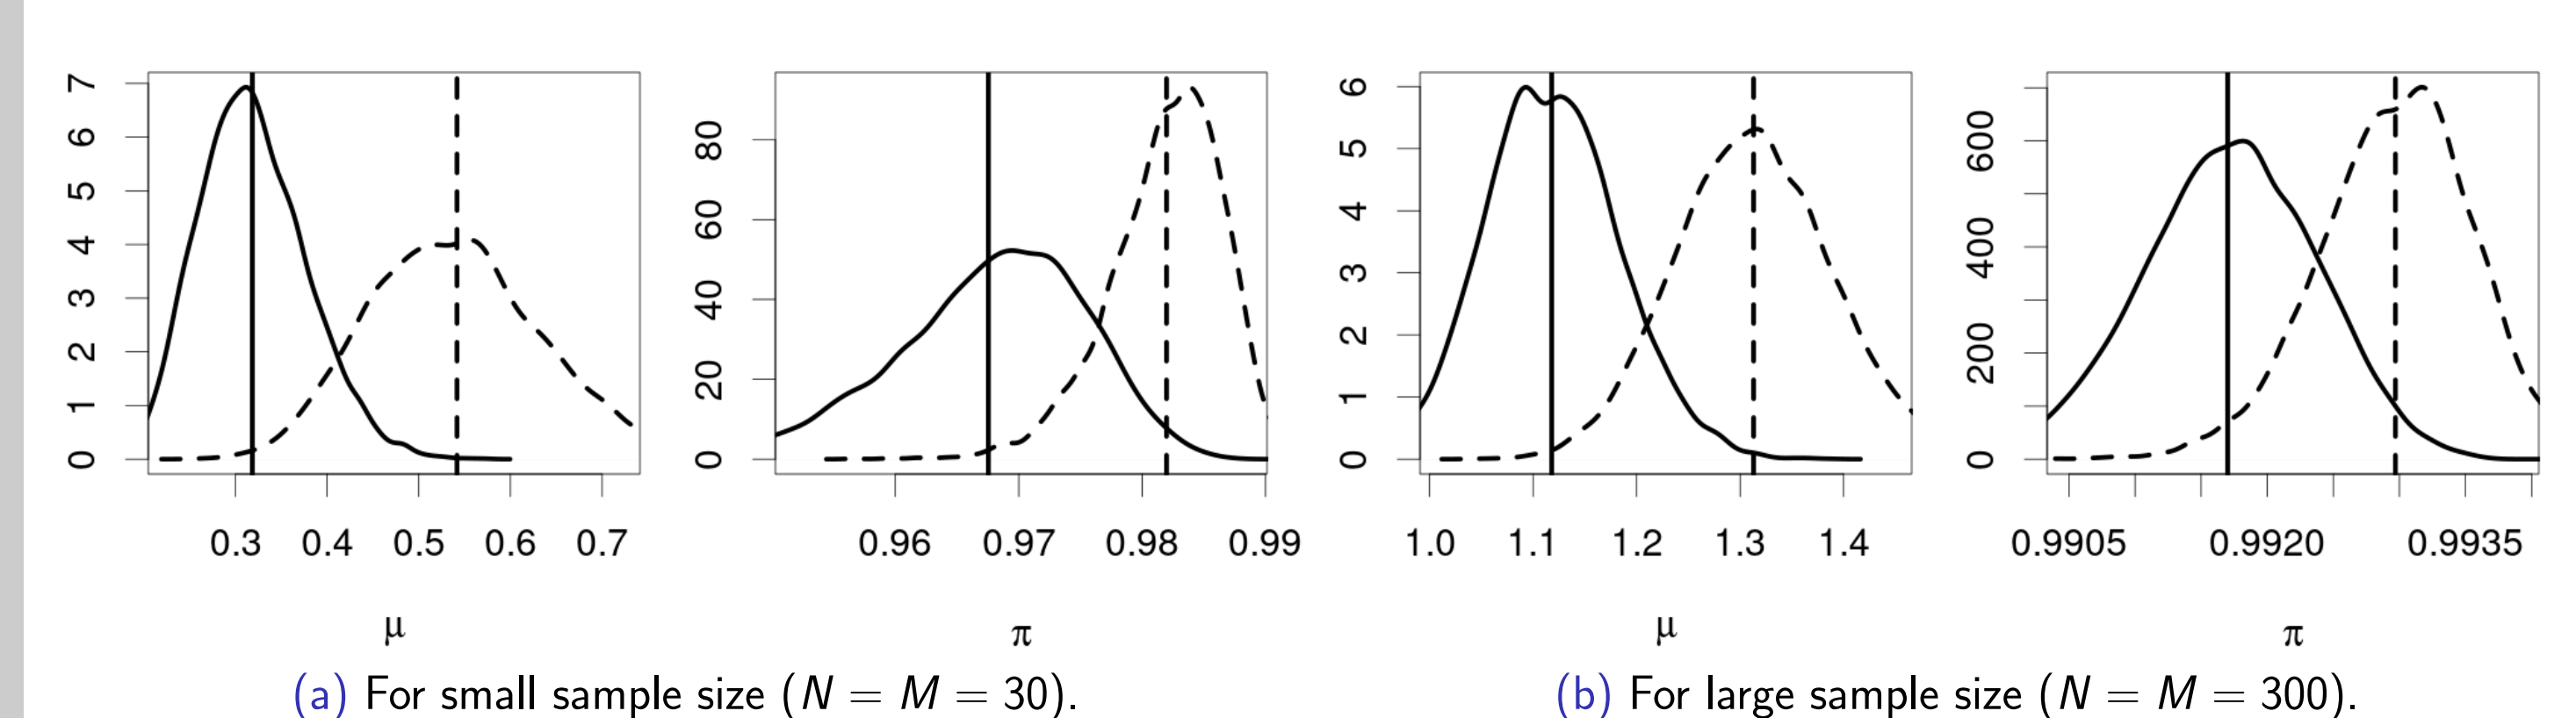 7
6
5
4
3
2
1
0
0.3 0.4 0.5 0.6 0.7
μ
80
60
40
20
0
0.96 0.97 0.98 0.99
π
(a) For small sample size (N = M = 30).
6
5
4
3
2
1
0
1.0 1.1 1.2 1.3 1.4
μ
600
400
200
0
0.9905 0.9920 0.9935
π
(b) For large sample size (N = M = 300).